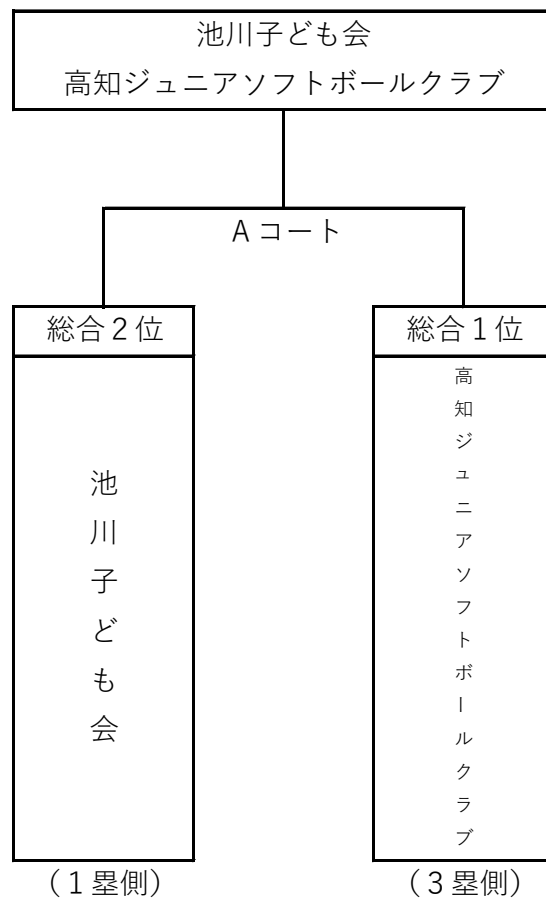 池川子ども会
高知ジュニアソフトボールクラブ
Aコート
総合２位
総合１位
池川子ども会
高知ジュニアソフトボールクラブ
（１塁側）
（３塁側）